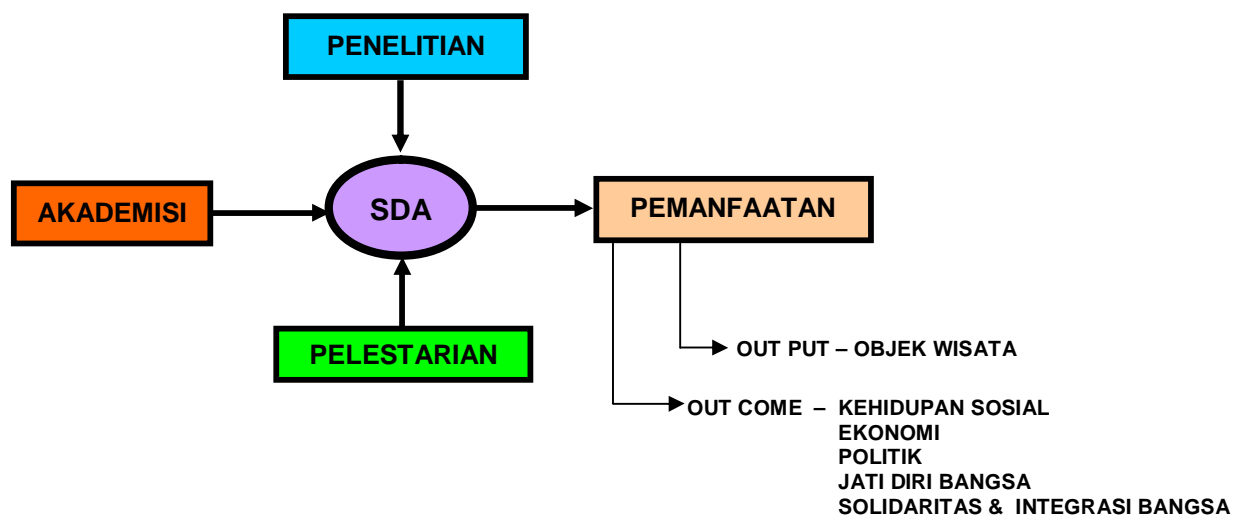 PENELITIAN
AKADEMISI
SDA
PEMANFAATAN
PELESTARIAN
OUT PUT – OBJEK WISATA
OUT COME – KEHIDUPAN SOSIAL
EKONOMI
POLITIK
JATI DIRI BANGSA
SOLIDARITAS & INTEGRASI BANGSA